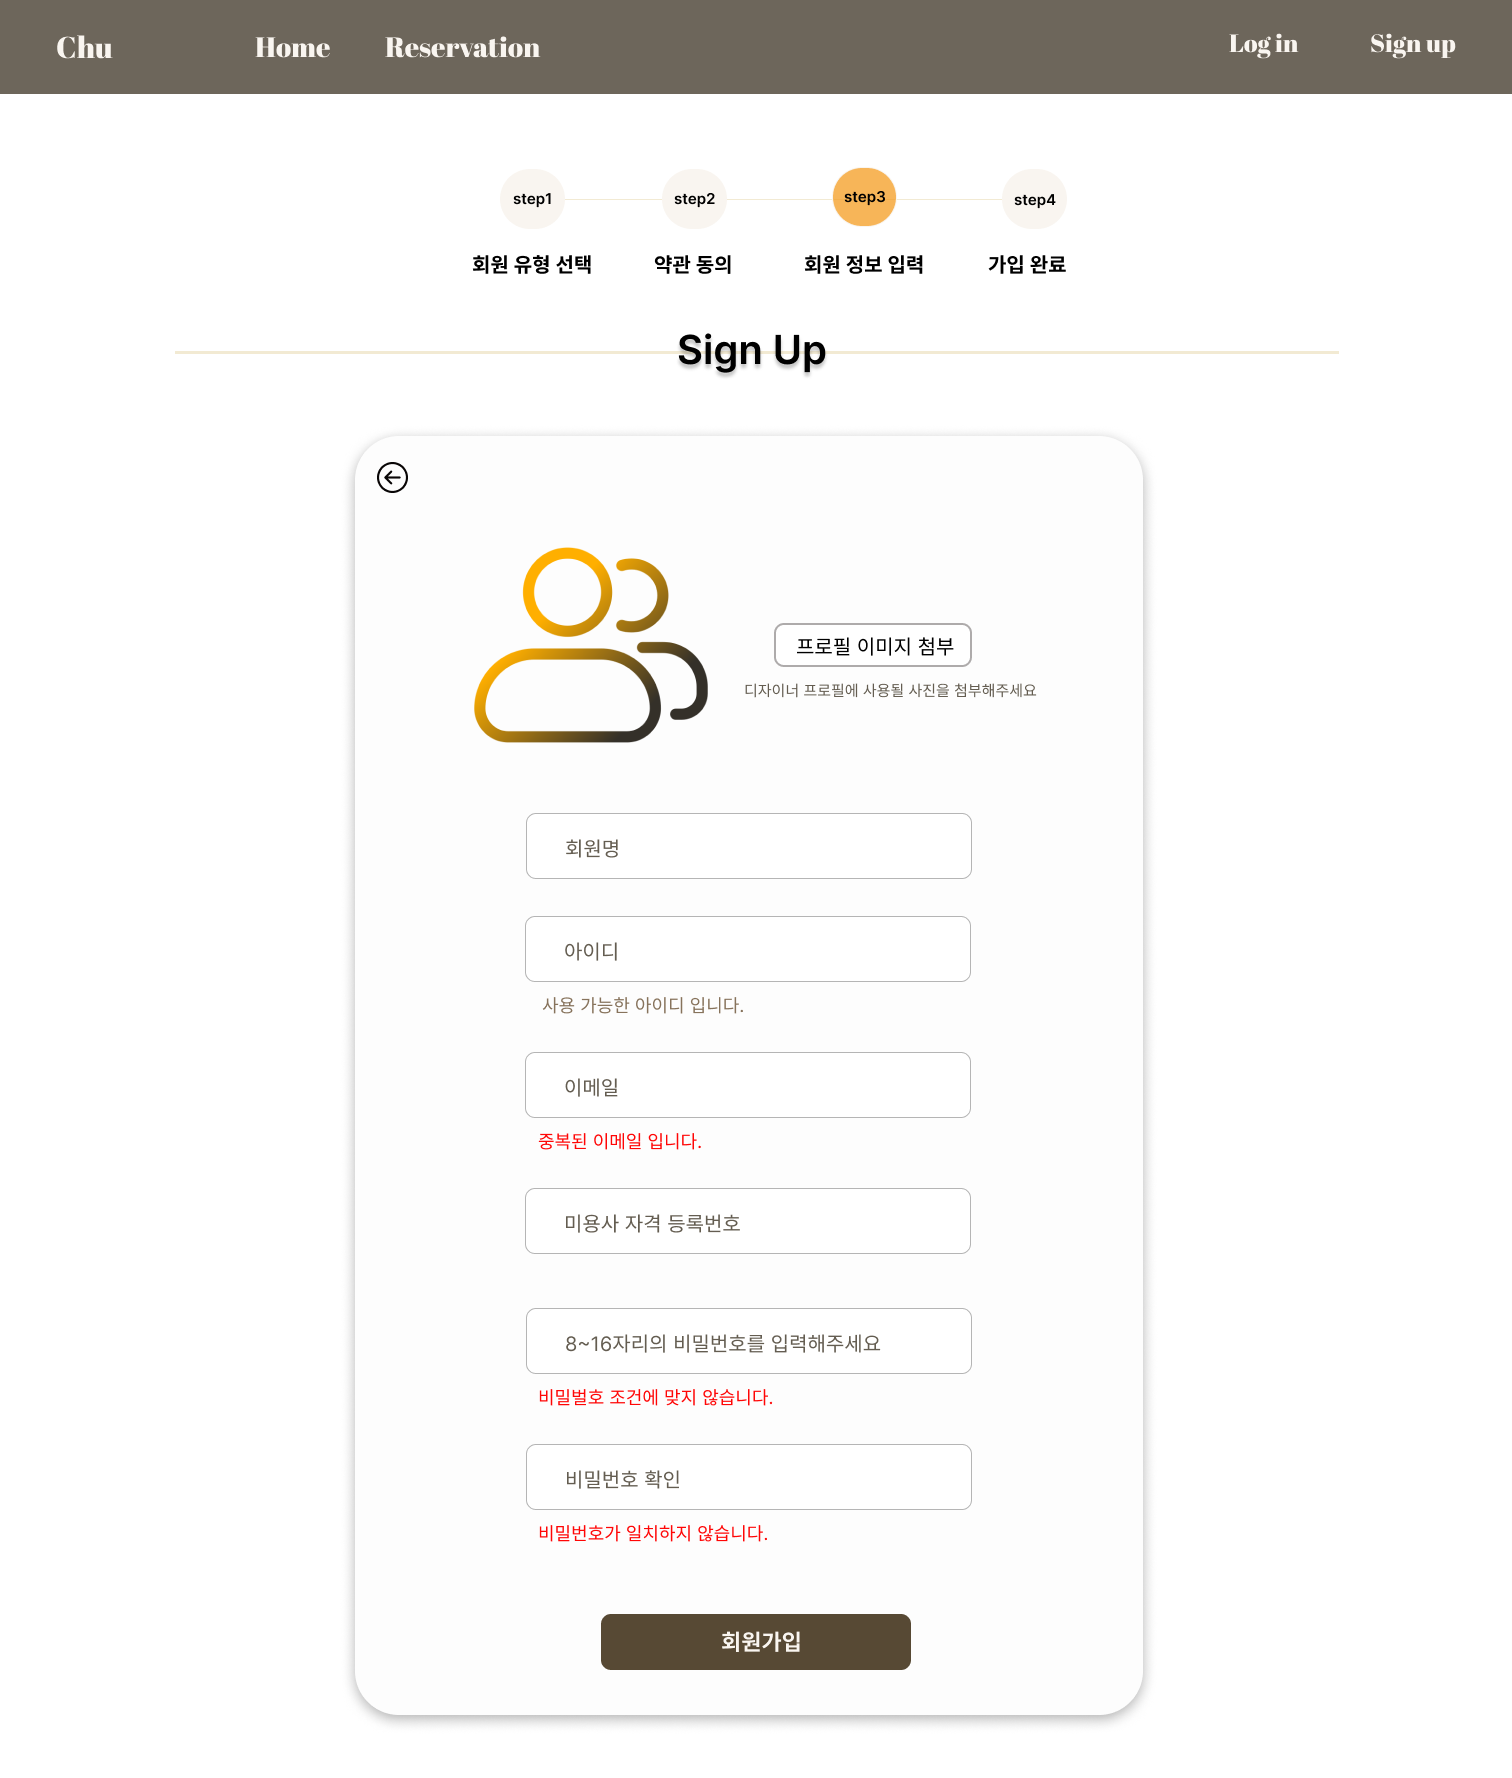 Chu Home Reservation Log in Sign up
step1 step2 step3 step4
회원 유형 선택 약관 동의 회원 정보 입력 가입 완료
Sign Up
프로필 이미지 첨부
디자이너 프로필에 사용될 사진을 첨부해주세요
회원명
아이디
사용 가능한 아이디 입니다.
이메일
중복된 이메일 입니다.
미용사 자격 등록번호
8~16자리의 비밀번호를 입력해주세요
비밀벌호 조건에 맞지 않습니다.
비밀번호 확인
비밀번호가 일치하지 않습니다.
회원가입